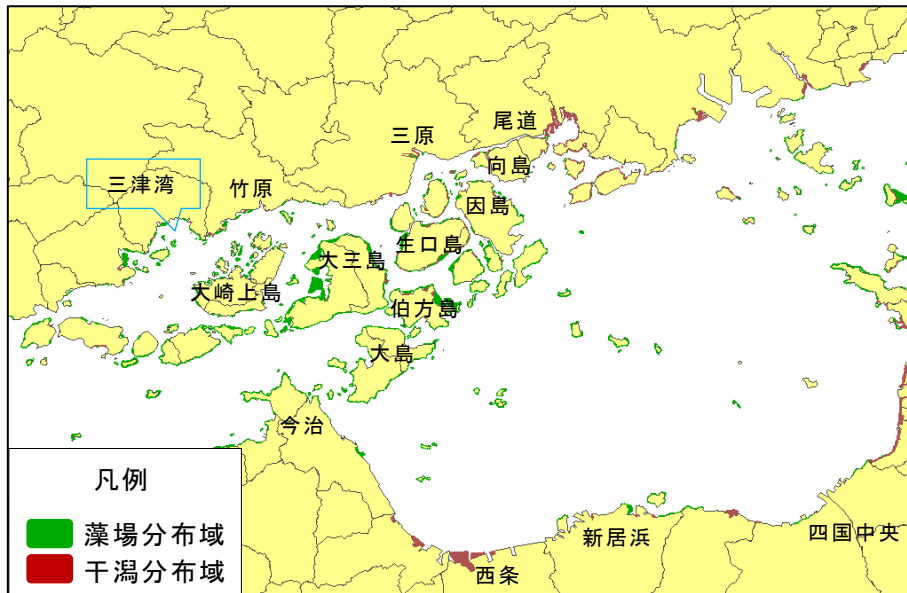 尾道
三原
向島
三津湾
竹原
因島
生口島
大三島
大崎上島
伯方島
大島
今治
凡例
藻場分布域
干潟分布域
新居浜
四国中央
西条